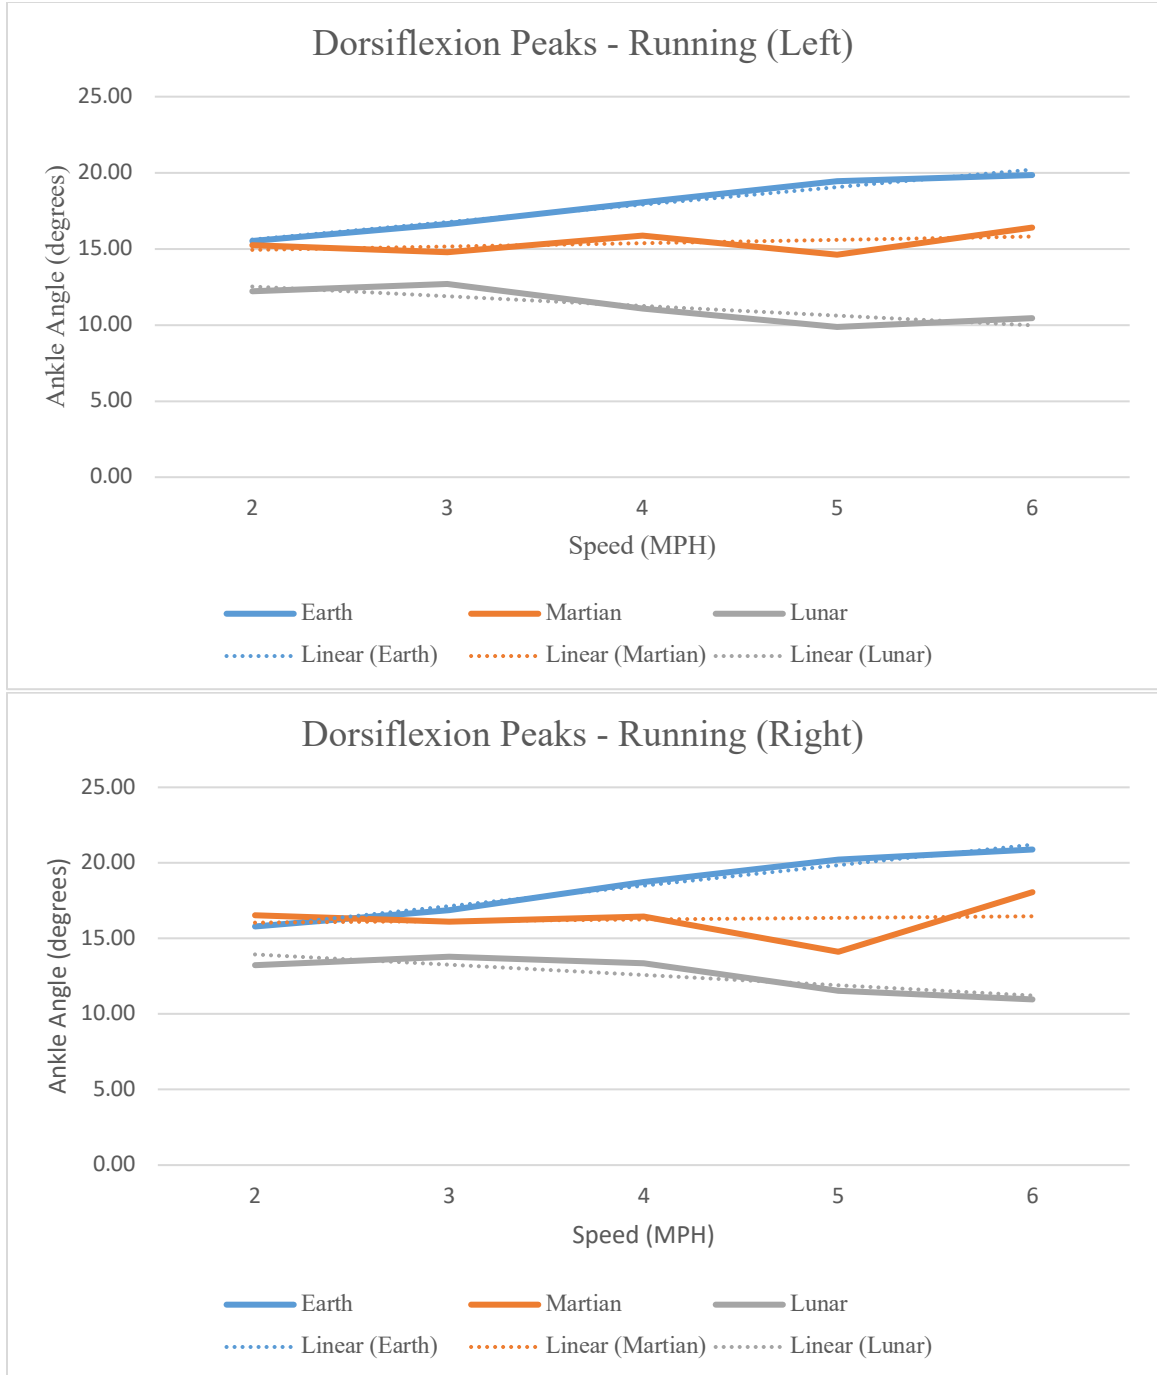 Dorsiflexion Peaks - Running (Left)
25.00
20.00
15.00
10.00
5.00
0.00
Ankle Angle (degrees)
2 3 4 5 6
Speed (MPH)
Earth Martian Lunar
Linear (Earth) Linear (Martian) Linear (Lunar)
Dorsiflexion Peaks - Running (Right)
25.00
20.00
15.00
10.00
5.00
0.00
Ankle Angle (degrees)
2 3 4 5 6
Speed (MPH)
Earth Martian Lunar
Linear (Earth) Linear (Martian) Linear (Lunar)